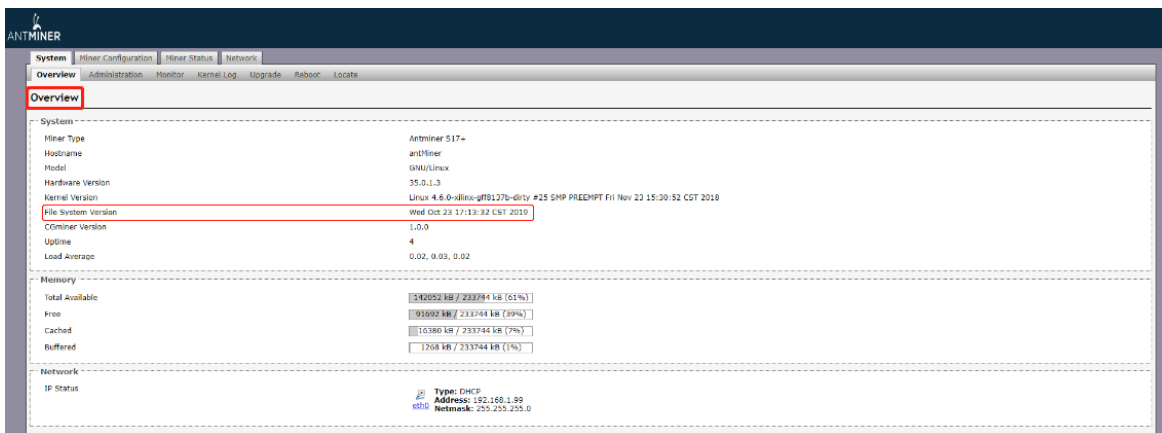 ANTMINER
System Miner Configuration Miner Status Network
Overview Administration Monitor Kernel Log Upgrade Reboot Locate
Overview
System
Miner Type Antminer S17+
Hostname antMiner
Model GNU/Linux
Hardware Version 35.0.1.3
Kernel Version Linux 4.6.0-xilinx-gff8137b-dirty #25 SMP PREEMPT Fri Nov 23 15:30:52 CST 2018
File System Version Wed Oct 23 17:13:32 CST 2019
CGminer Version 1.0.0
Uptime 4
Load Average 0.02, 0.03, 0.02
Memory
Total Available 142052 kB / 233744 kB (61%)
Free 91692 kB / 233744 kB (39%)
Cached 16380 kB / 233744 kB (7%)
Buffered 1268 kB / 233744 kB (1%)
Network
IP Status
Type: DHCP
Address: 192.168.1.99
eth0 Netmask: 255.255.255.0